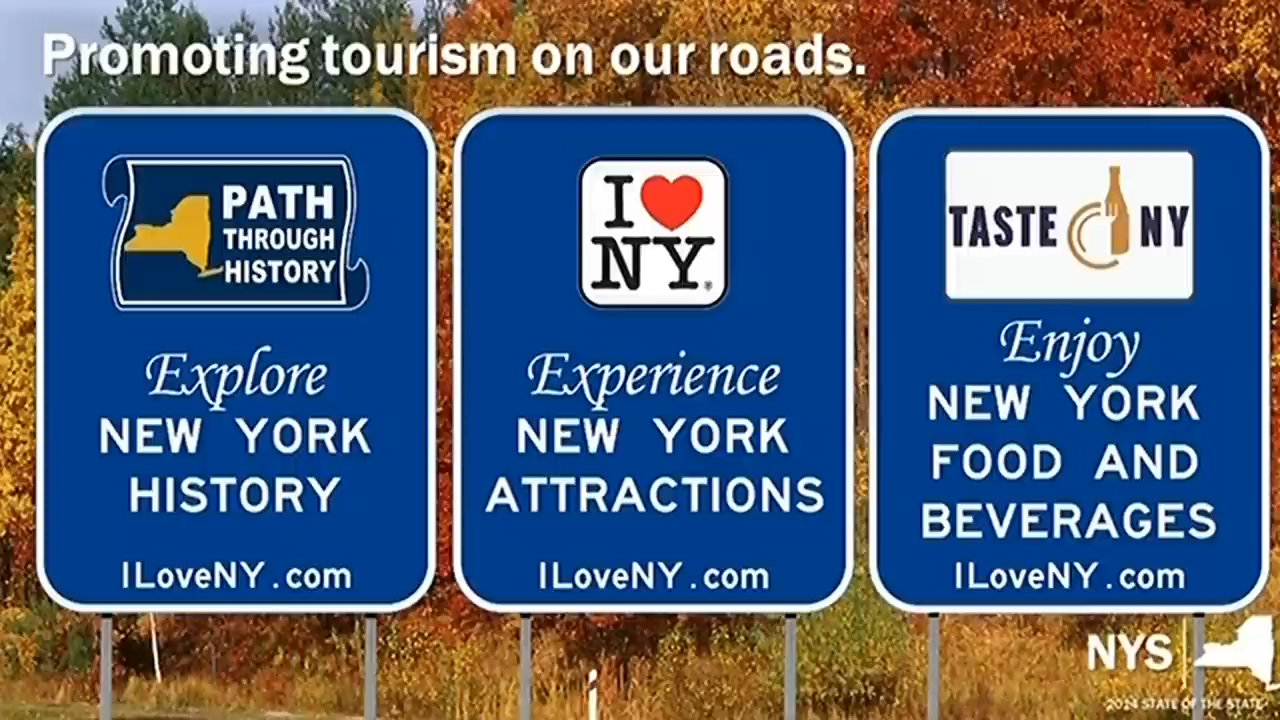 Promoting tourism on our roads.
PATH
THROUGH
HISTORY
Explore
NEW YORK
HISTORY
ILoveNY.com
I ❤
NY®
Experience
NEW YORK
ATTRACTIONS
ILoveNY.com
TASTE NY
Enjoy
NEW YORK
FOOD AND
BEVERAGES
ILoveNY.com
NYS
2014 STATE OF THE STATE